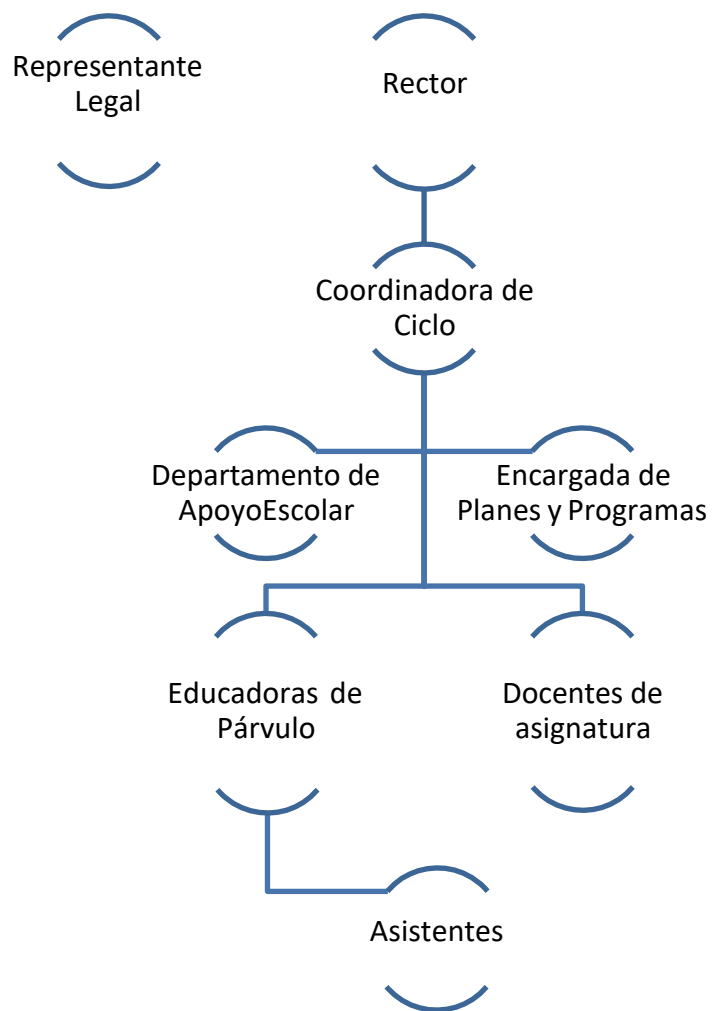 Representante
Legal
Rector
Coordinadora de
Ciclo
Departamento de
ApoyoEscolar
Encargada de
Planes y Programas
Educadoras de
Párvulo
Docentes de
asignatura
Asistentes